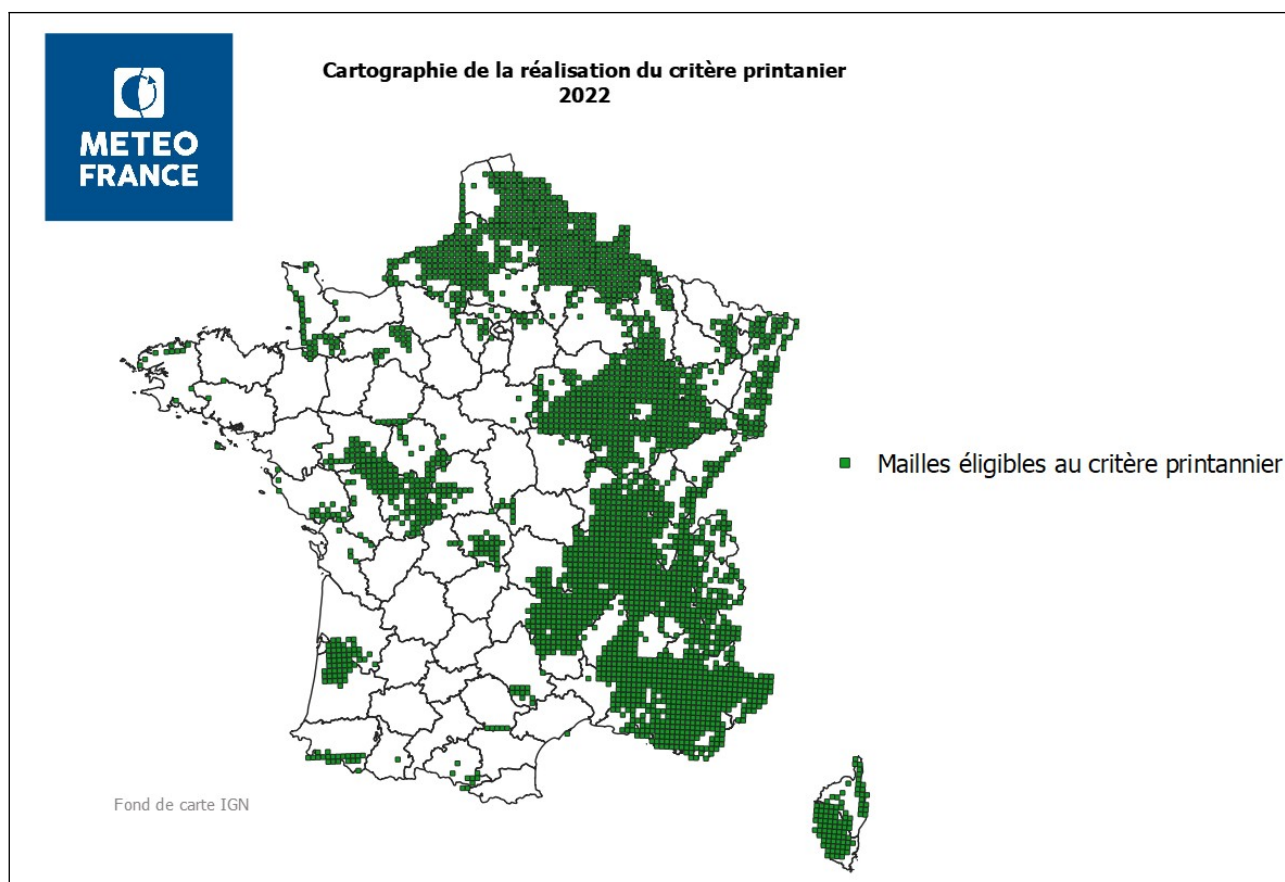 METEO
FRANCE
Cartographie de la réalisation du critère printanier
2022
Mailles éligibles au critère printannier
Fond de carte IGN